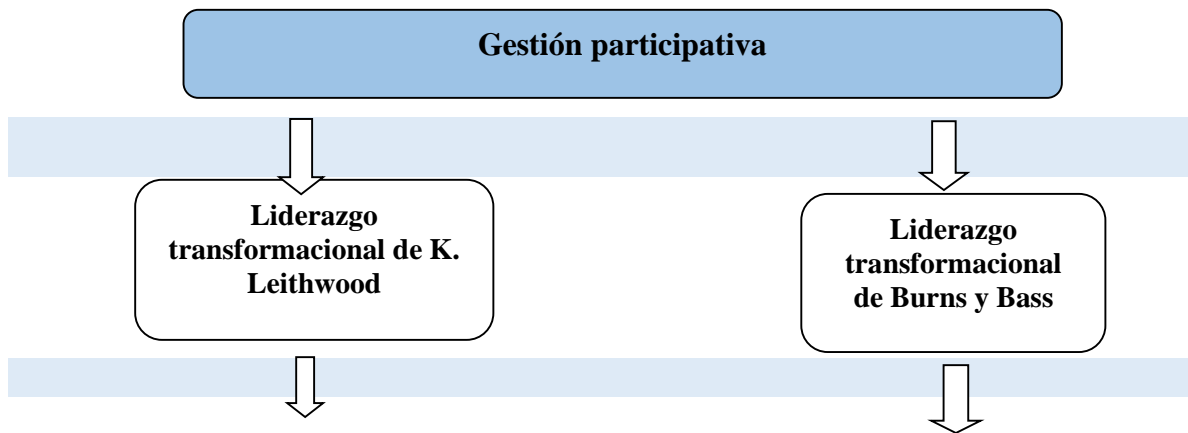 Gestión participativa
Liderazgo
transformacional de K.
Leithwood
Liderazgo
transformacional
de Burns y Bass